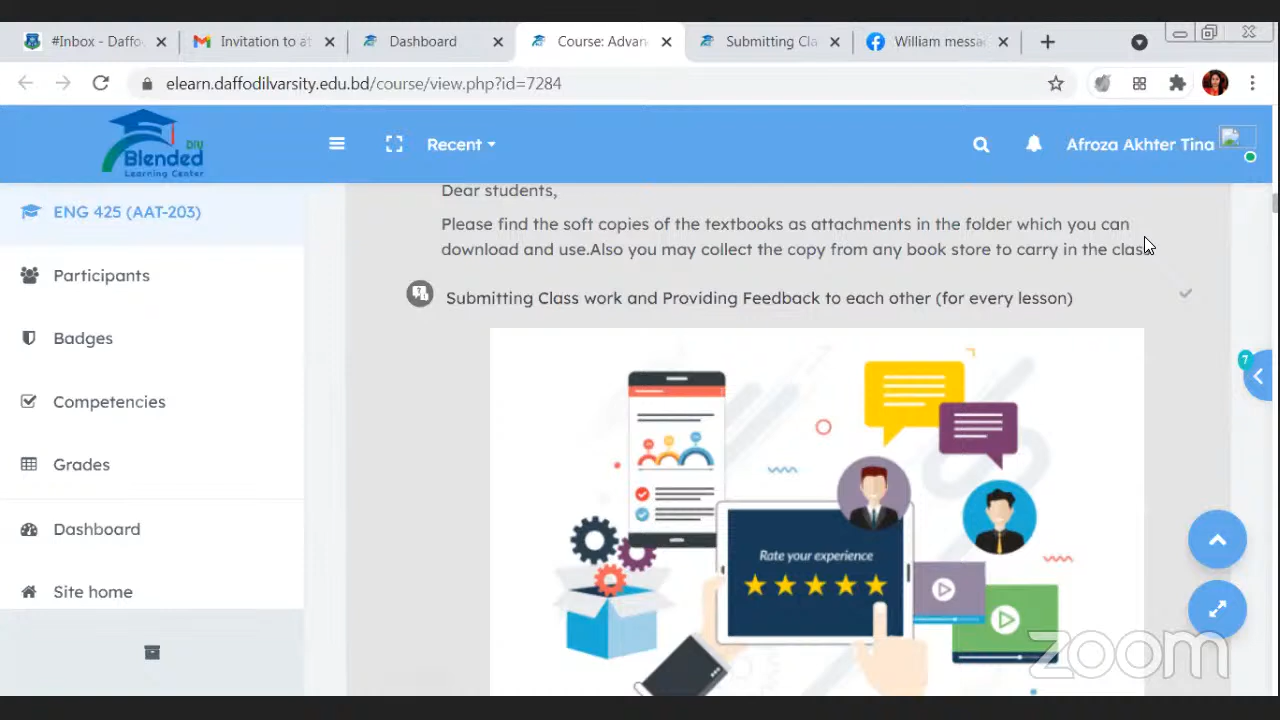 #Inbox - Daffo
Invitation to at
Dashboard
Course: Advan
Submitting Cla
William messa
elearn.daffodilvarsity.edu.bd/course/view.php?id=7284
DIU
Blended
Learning Center
Recent
Afroza Akhter Tina
ENG 425 (AAT-203)
Participants
Badges
Competencies
Grades
Dashboard
Site home
Dear students,
Please find the soft copies of the textbooks as attachments in the folder which you can
download and use.Also you may collect the copy from any book store to carry in the class
Submitting Class work and Providing Feedback to each other (for every lesson)
7
Rate your experience
zoom